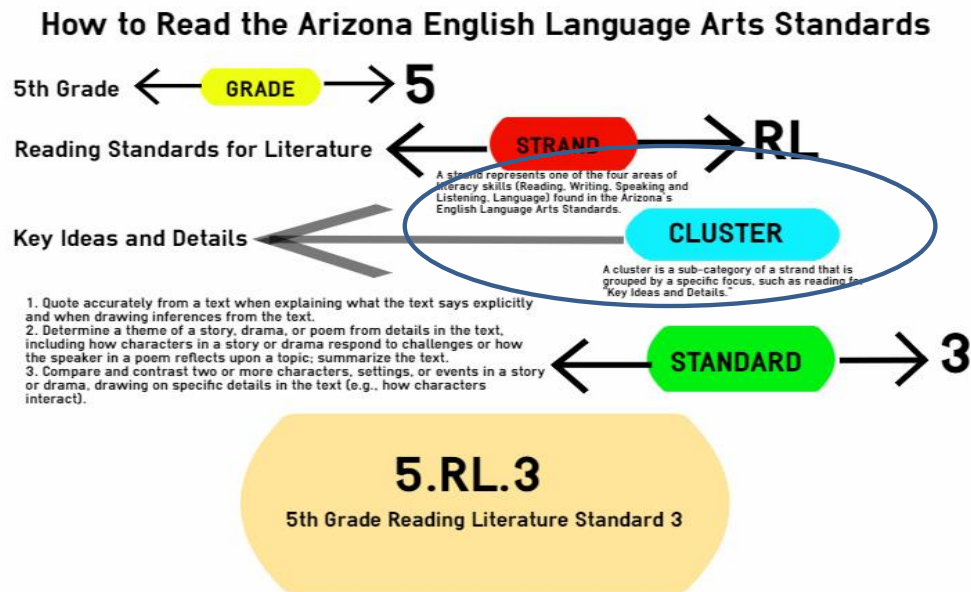 How to Read the Arizona English Language Arts Standards
5th Grade GRADE 5
Reading Standards for Literature STRAND RL
A strand represents one of the four areas of
literacy skills (Reading, Writing, Speaking and
Listening, Language) found in the Arizona's
English Language Arts Standards.
Key Ideas and Details CLUSTER
A cluster is a sub-category of a strand that is
grouped by a specific focus, such as reading for
"Key Ideas and Details."
1. Quote accurately from a text when explaining what the text says explicitly
and when drawing inferences from the text.
2. Determine a theme of a story, drama, or poem from details in the text,
including how characters in a story or drama respond to challenges or how
the speaker in a poem reflects upon a topic; summarize the text.
3. Compare and contrast two or more characters, settings, or events in a story
or drama, drawing on specific details in the text (e.g., how characters
interact).
STANDARD 3
5.RL.3
5th Grade Reading Literature Standard 3